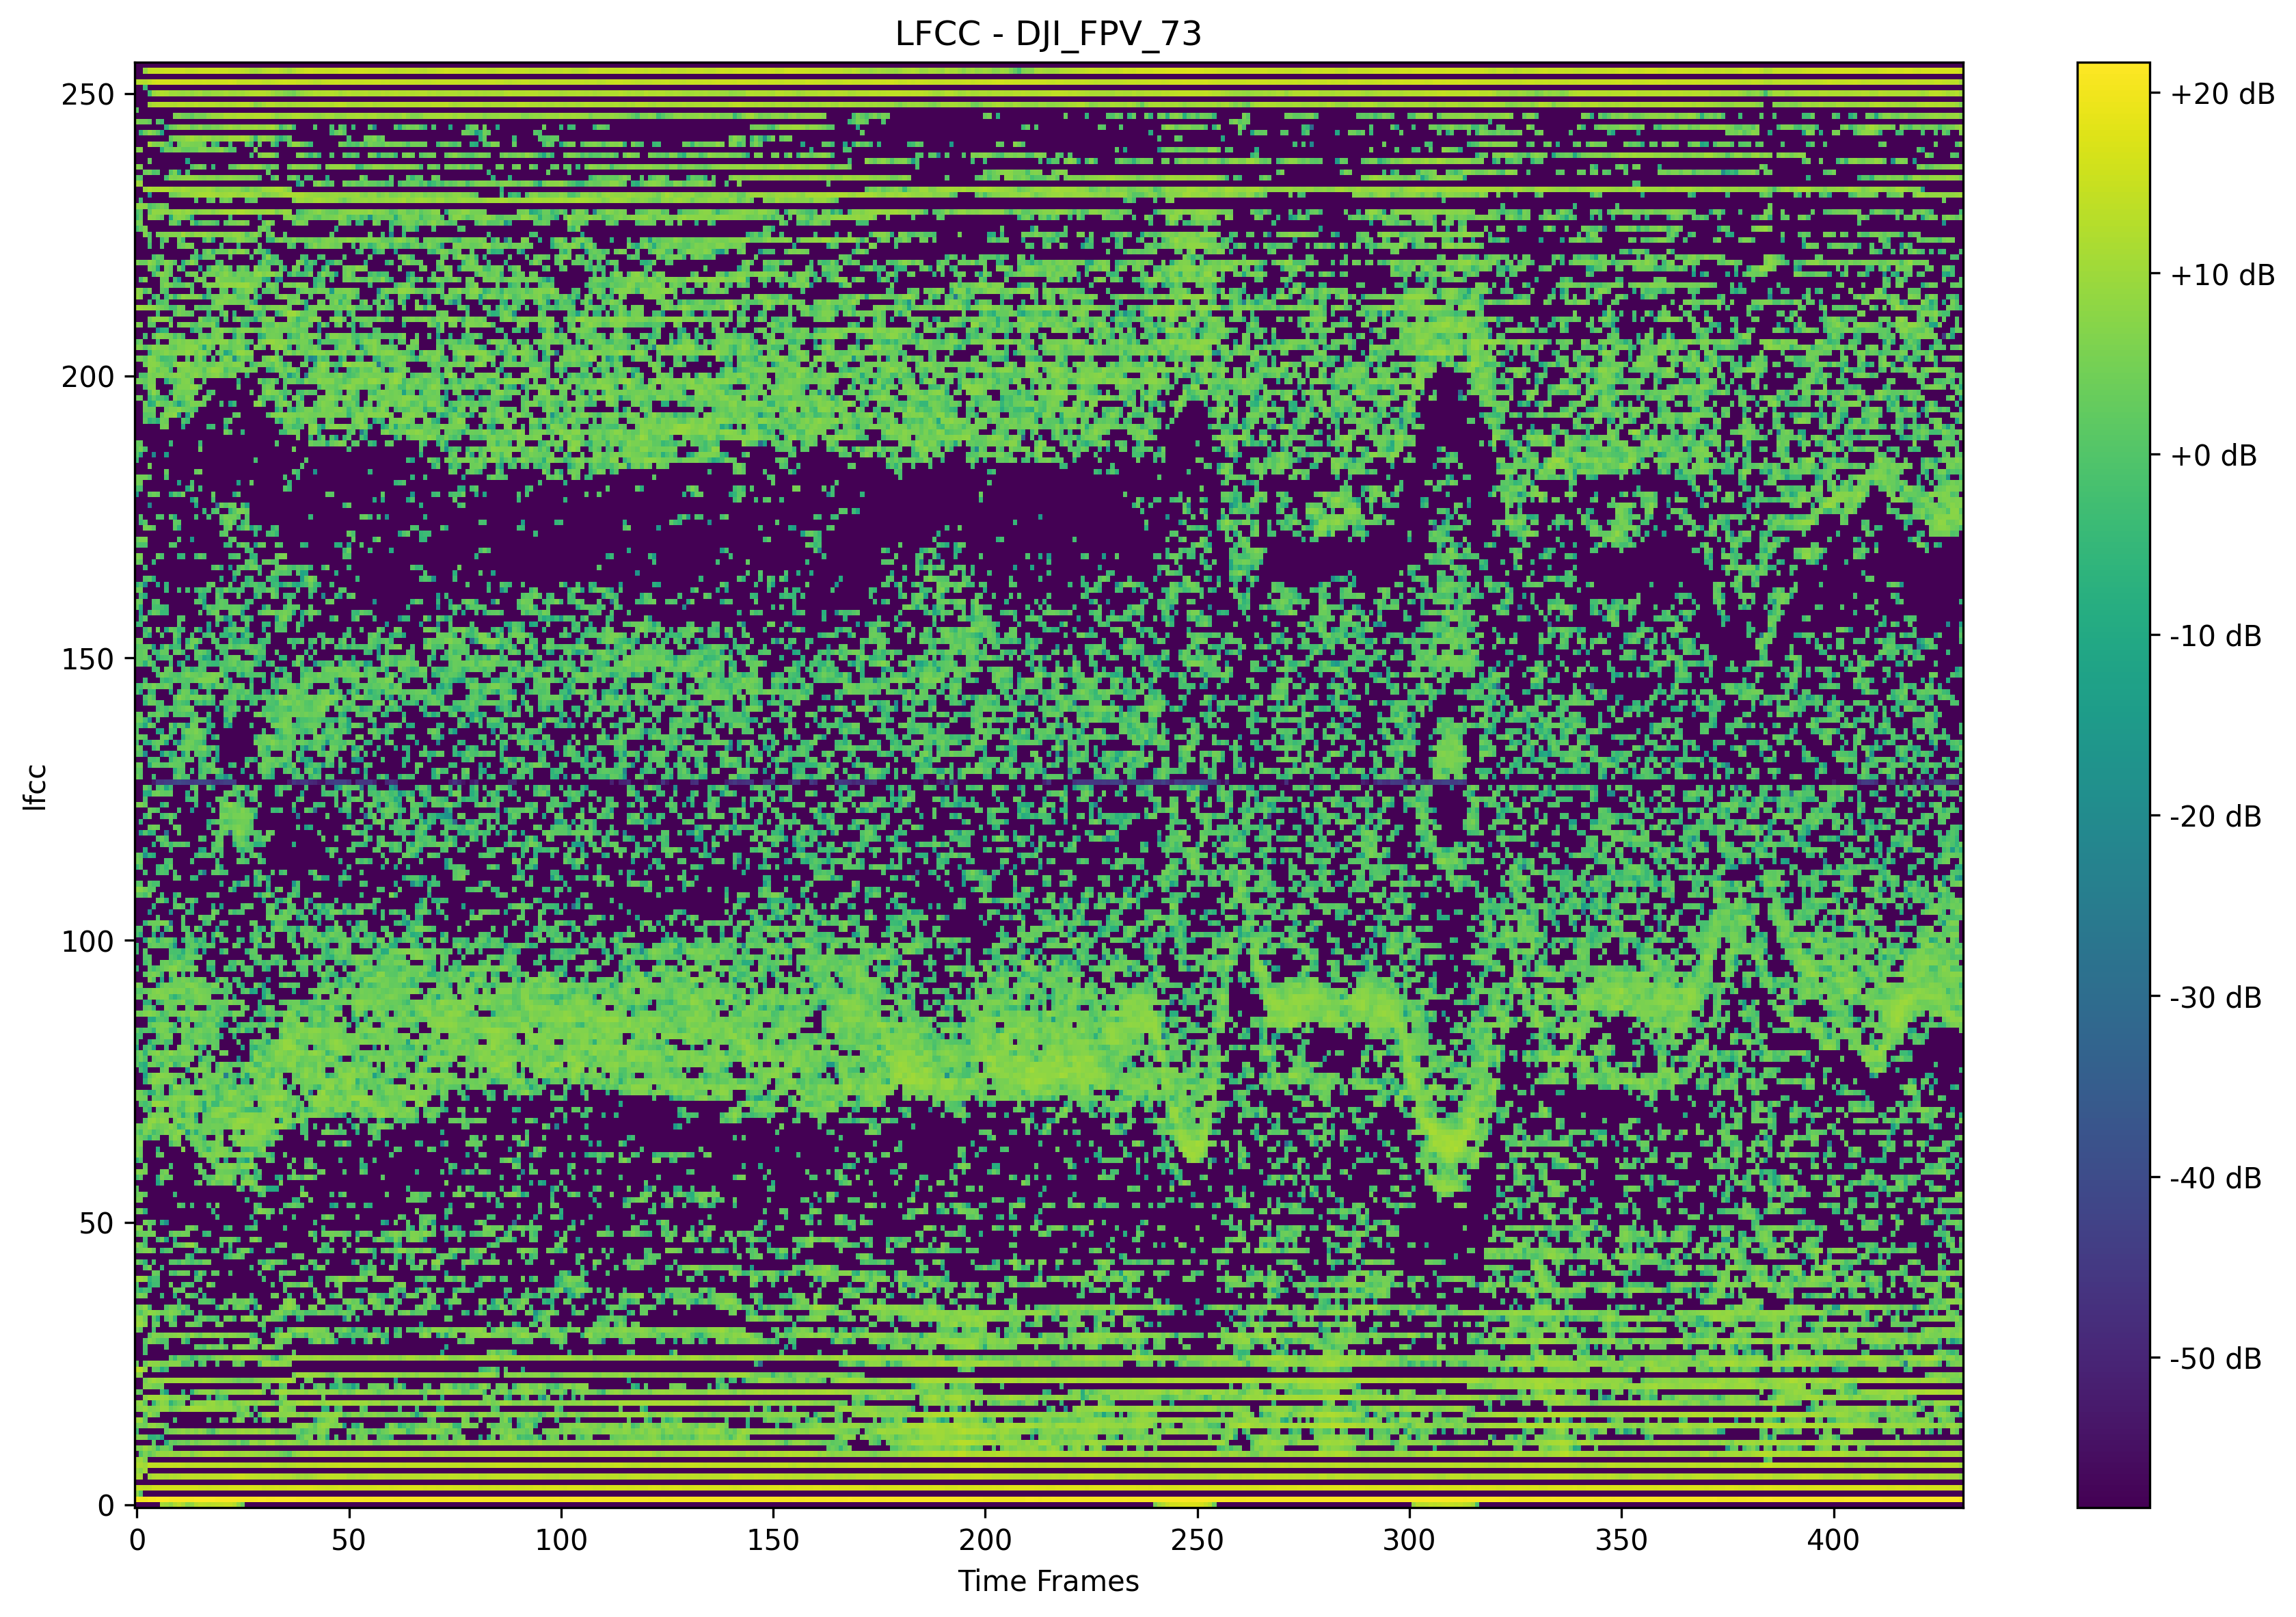 LFCC - DJI_FPV_73
250
200
150
100
50
0
lfcc
0 50 100 150 200 250 300 350 400
Time Frames
+20 dB
+10 dB
+0 dB
-10 dB
-20 dB
-30 dB
-40 dB
-50 dB